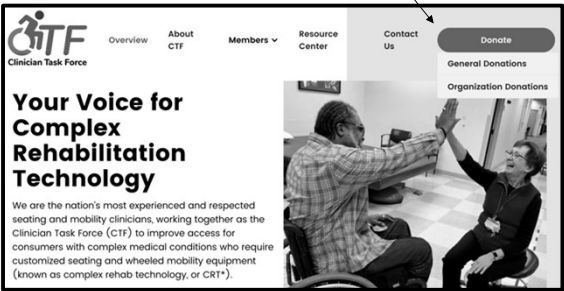 CTF
Clinician Task Force
Overview
About
CTF
Members
Resource
Center
Contact
Us
Donate
General Donations
Organization Donations
Your Voice for
Complex
Rehabilitation
Technology
We are the nation's most experienced and respected
seating and mobility clinicians, working together as the
Clinician Task Force (CTF) to improve access for
consumers with complex medical conditions who require
customized seating and wheeled mobility equipment
(known as complex rehab technology, or CRT*).